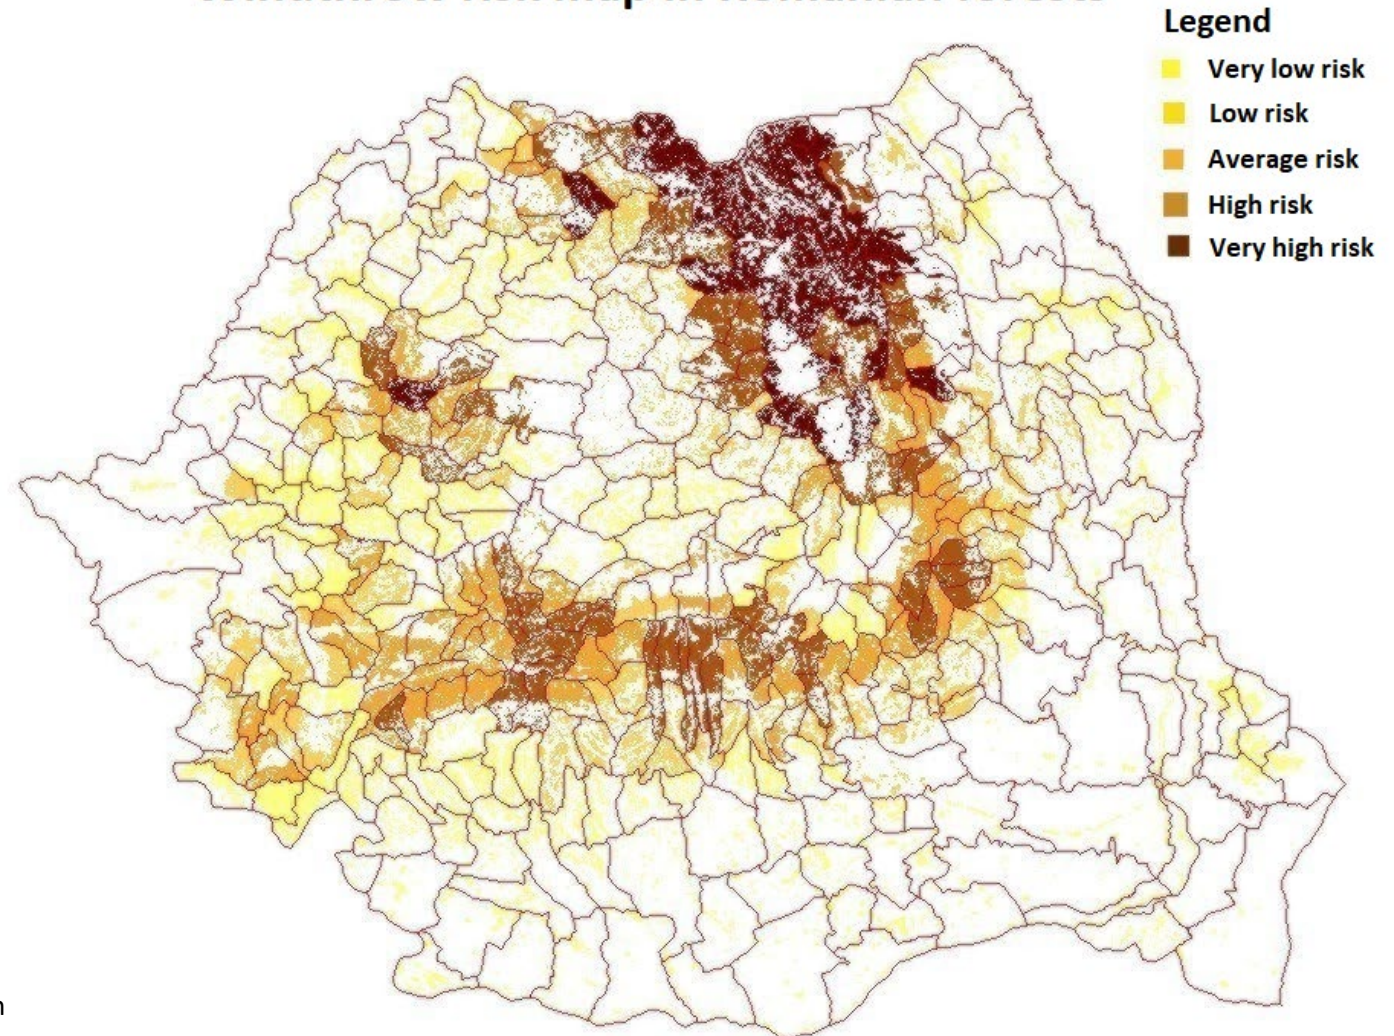 Legend
Very low risk
Low risk
Average risk
High risk
Very high risk